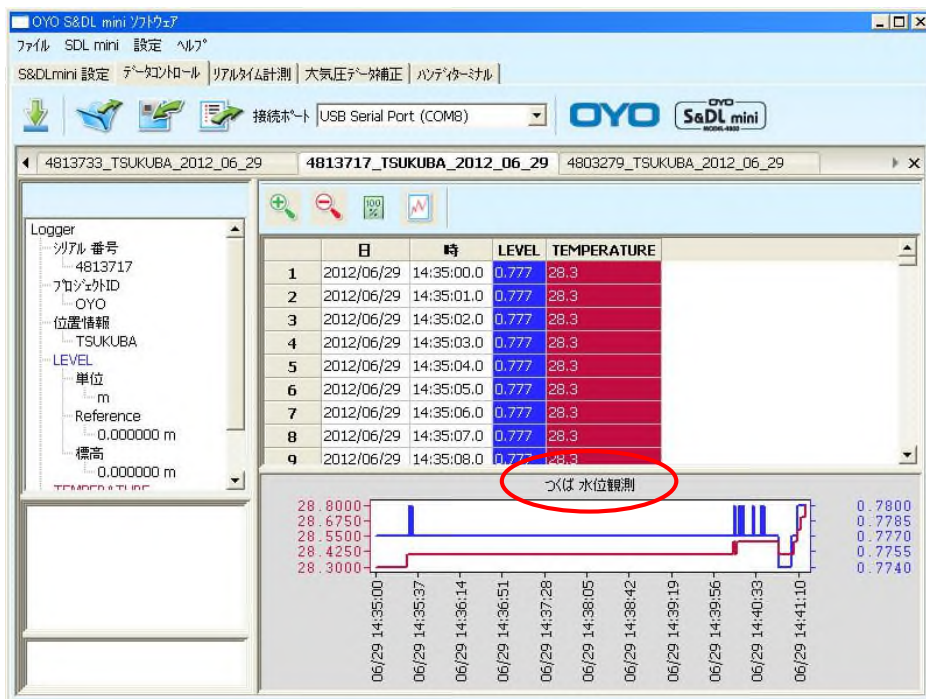 OYO S&DL mini ソフトウェア
ファイル SDL mini 設定 ヘルプ
S&DLmini 設定 データコントロール リアルタイム計測 大気圧データ補正 ハンディターミナル
接続ポート USB Serial Port (COM8) OYO OYO S&DL mini MODEL-4800
4813733_TSUKUBA_2012_06_29 4813717_TSUKUBA_2012_06_29 4803279_TSUKUBA_2012_06_29
Logger
シリアル 番号
4813717
プロジェクトID
OYO
位置情報
TSUKUBA
LEVEL
単位
m
Reference
0.000000 m
標高
0.000000 m
TEMPERATURE
100 %
日 時 LEVEL TEMPERATURE
1 2012/06/29 14:35:00.0 0.777 28.3
2 2012/06/29 14:35:01.0 0.777 28.3
3 2012/06/29 14:35:02.0 0.777 28.3
4 2012/06/29 14:35:03.0 0.777 28.3
5 2012/06/29 14:35:04.0 0.777 28.3
6 2012/06/29 14:35:05.0 0.777 28.3
7 2012/06/29 14:35:06.0 0.777 28.3
8 2012/06/29 14:35:07.0 0.777 28.3
9 2012/06/29 14:35:08.0 0.777 28.3
つくば 水位観測
28.8000 0.7800
28.6750 0.7785
28.5500 0.7770
28.4250 0.7755
28.3000 0.7740
06/29 14:35:00
06/29 14:35:37
06/29 14:36:14
06/29 14:36:51
06/29 14:37:28
06/29 14:38:05
06/29 14:38:42
06/29 14:39:19
06/29 14:39:56
06/29 14:40:33
06/29 14:41:10